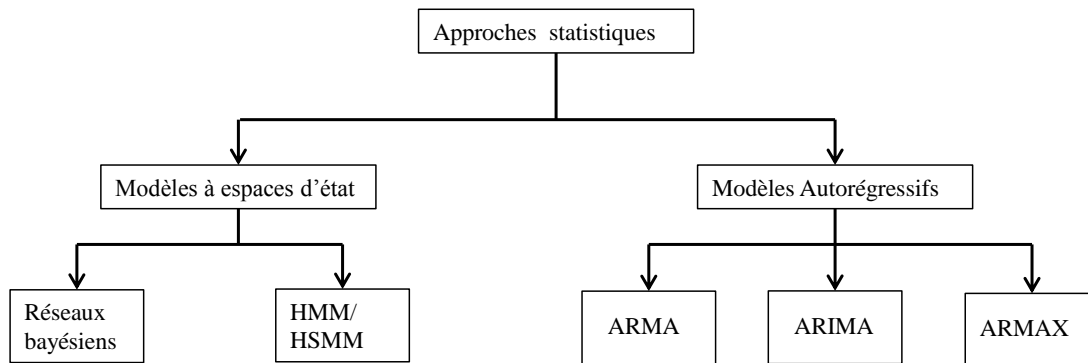 Approches statistiques
Modèles à espaces d’état
Modèles Autorégressifs
Réseaux
bayésiens
HMM/
HSMM
ARMA
ARIMA
ARMAX